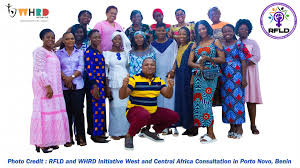 WHRD
RFLD
Photo Credit : RFLD and WHRD Initiative West and Central Africa Consultation in Porto Novo, Benin